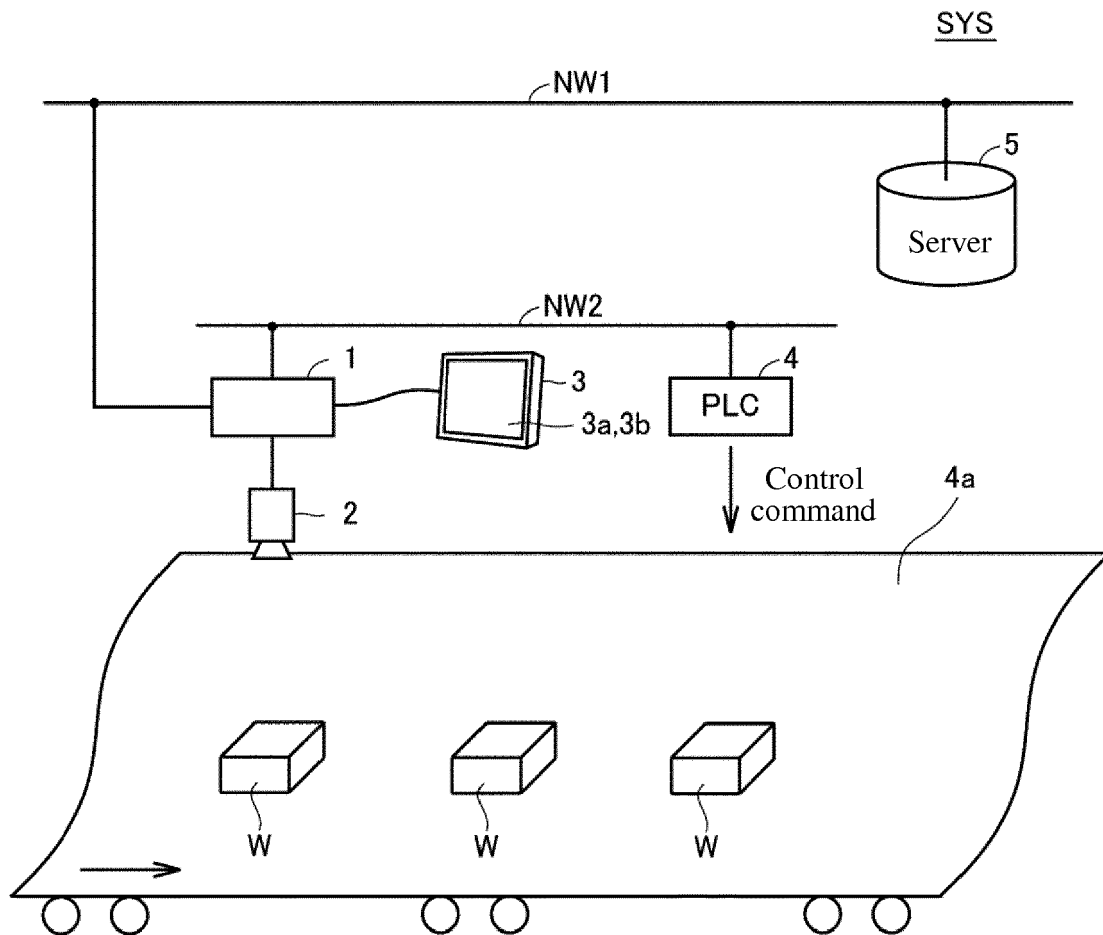 SYS
NW1
5
Server
NW2
1
3
4
3a,3b
PLC
2
Control
command
4a
W
W
W